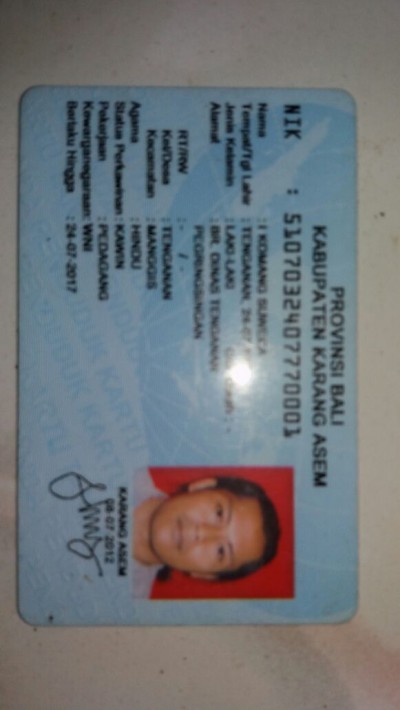 PROVINSI BALI
KABUPATEN KARANG ASEM
NIK : 5107032407770001
Nama : I KOMANG SUWECA
Tempat/Tgl Lahir : TENGANAN, 24-07
Jenis Kelamin : LAKI-LAKI
Alamat : BR. DINAS TENGANAN
PEGRINGSINGAN
RT/RW : - / -
Kel/Desa : TENGANAN
Kecamatan : MANGGIS
Agama : HINDU
Status Perkawinan : KAWIN
Pekerjaan : PEDAGANG
Kewarganegaraan: WNI
Berlaku Hingga : 24-07-2017
KARANG ASEM
08-07-2012